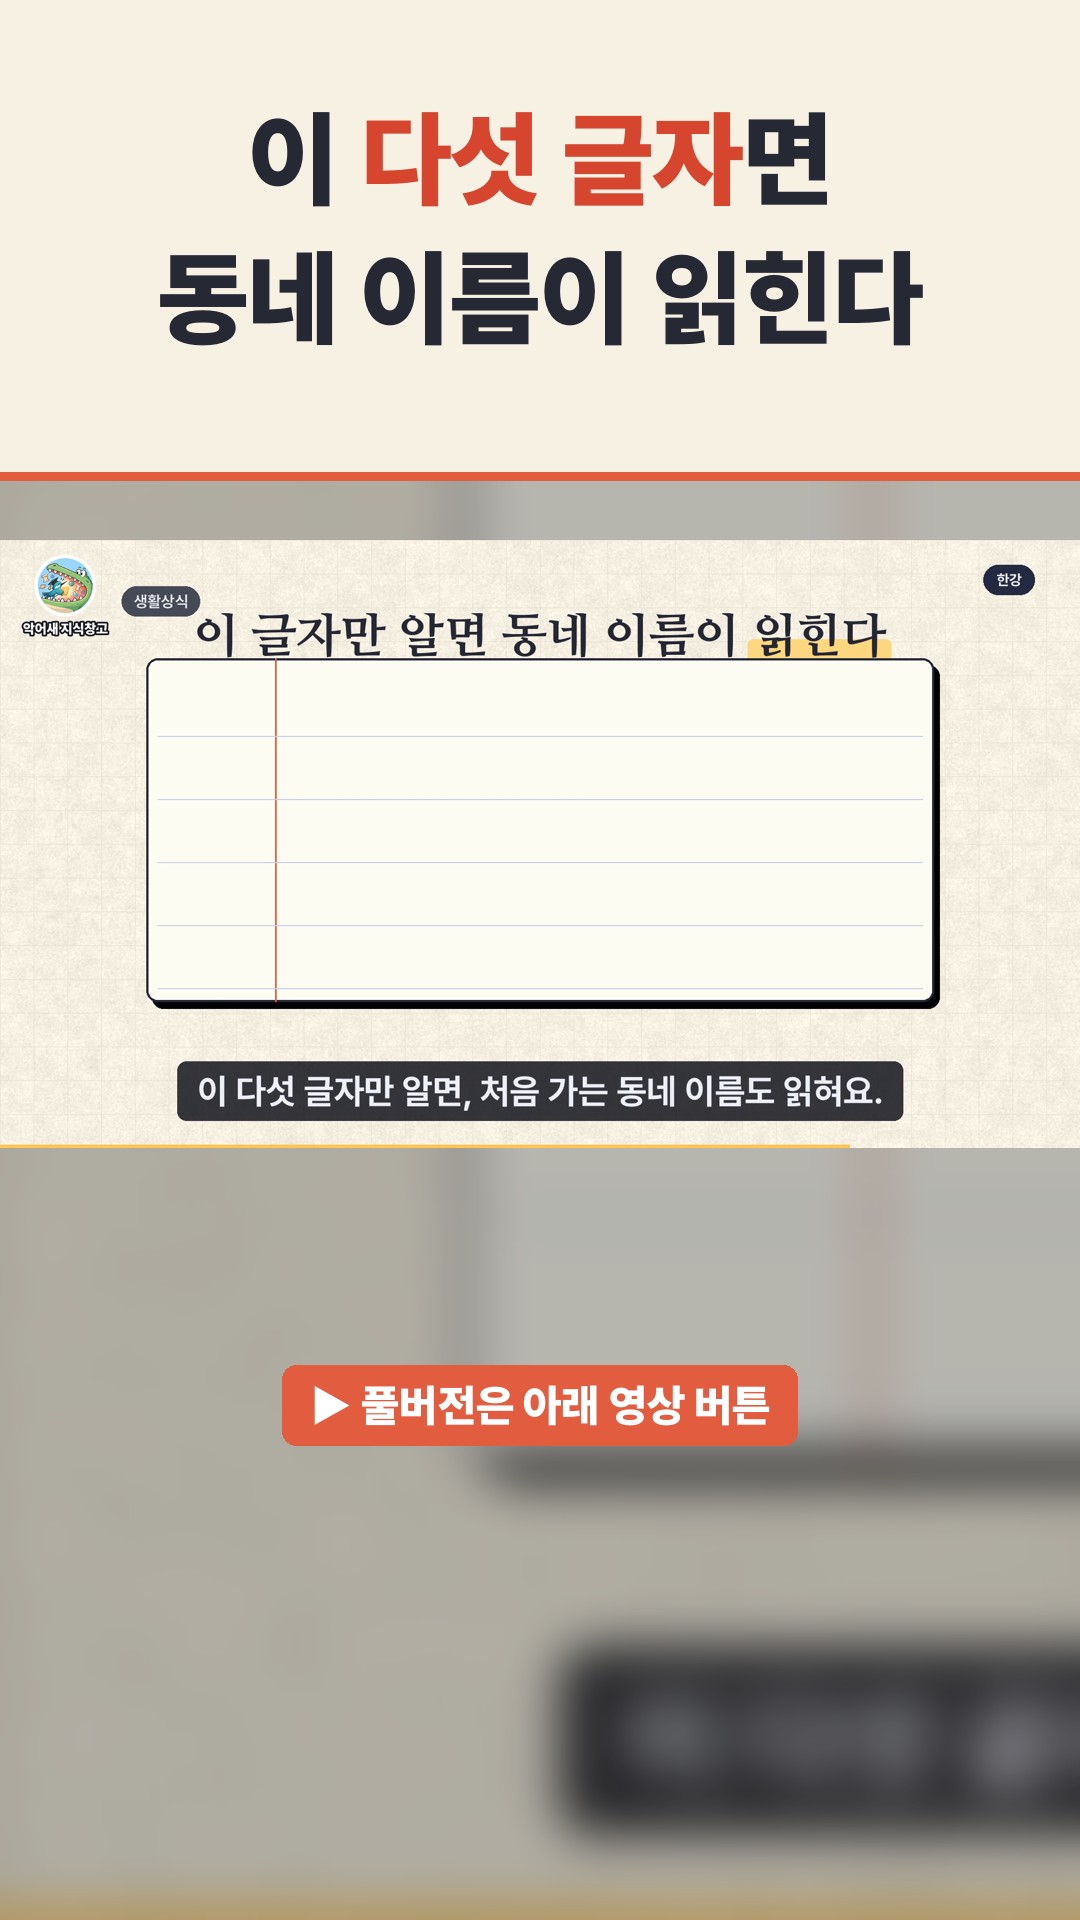 이 다섯 글자면
동네 이름이 읽힌다
악어새 지식창고
생활상식
한강
이 글자만 알면 동네 이름이 읽힌다
이 다섯 글자만 알면, 처음 가는 동네 이름도 읽혀요.
▶ 풀버전은 아래 영상 버튼